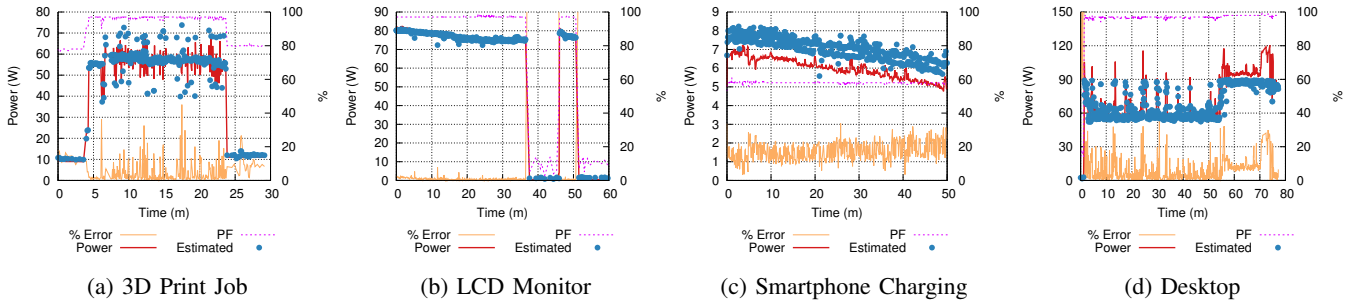 80 70 60 50 40 30 20 10 0
Power (W)
100 80 60 40 20 0
%
0 5 10 15 20 25 30
Time (m)
% Error PF
Power Estimated
(a) 3D Print Job
90 80 70 60 50 40 30 20 10 0
Power (W)
100 80 60 40 20 0
%
0 10 20 30 40 50 60
Time (m)
% Error PF
Power Estimated
(b) LCD Monitor
9 8 7 6 5 4 3 2 1 0
Power (W)
100 80 60 40 20 0
%
0 10 20 30 40 50
Time (m)
% Error PF
Power Estimated
(c) Smartphone Charging
150 120 90 60 30 0
Power (W)
100 80 60 40 20 0
%
0 10 20 30 40 50 60 70 80
Time (m)
% Error PF
Power Estimated
(d) Desktop